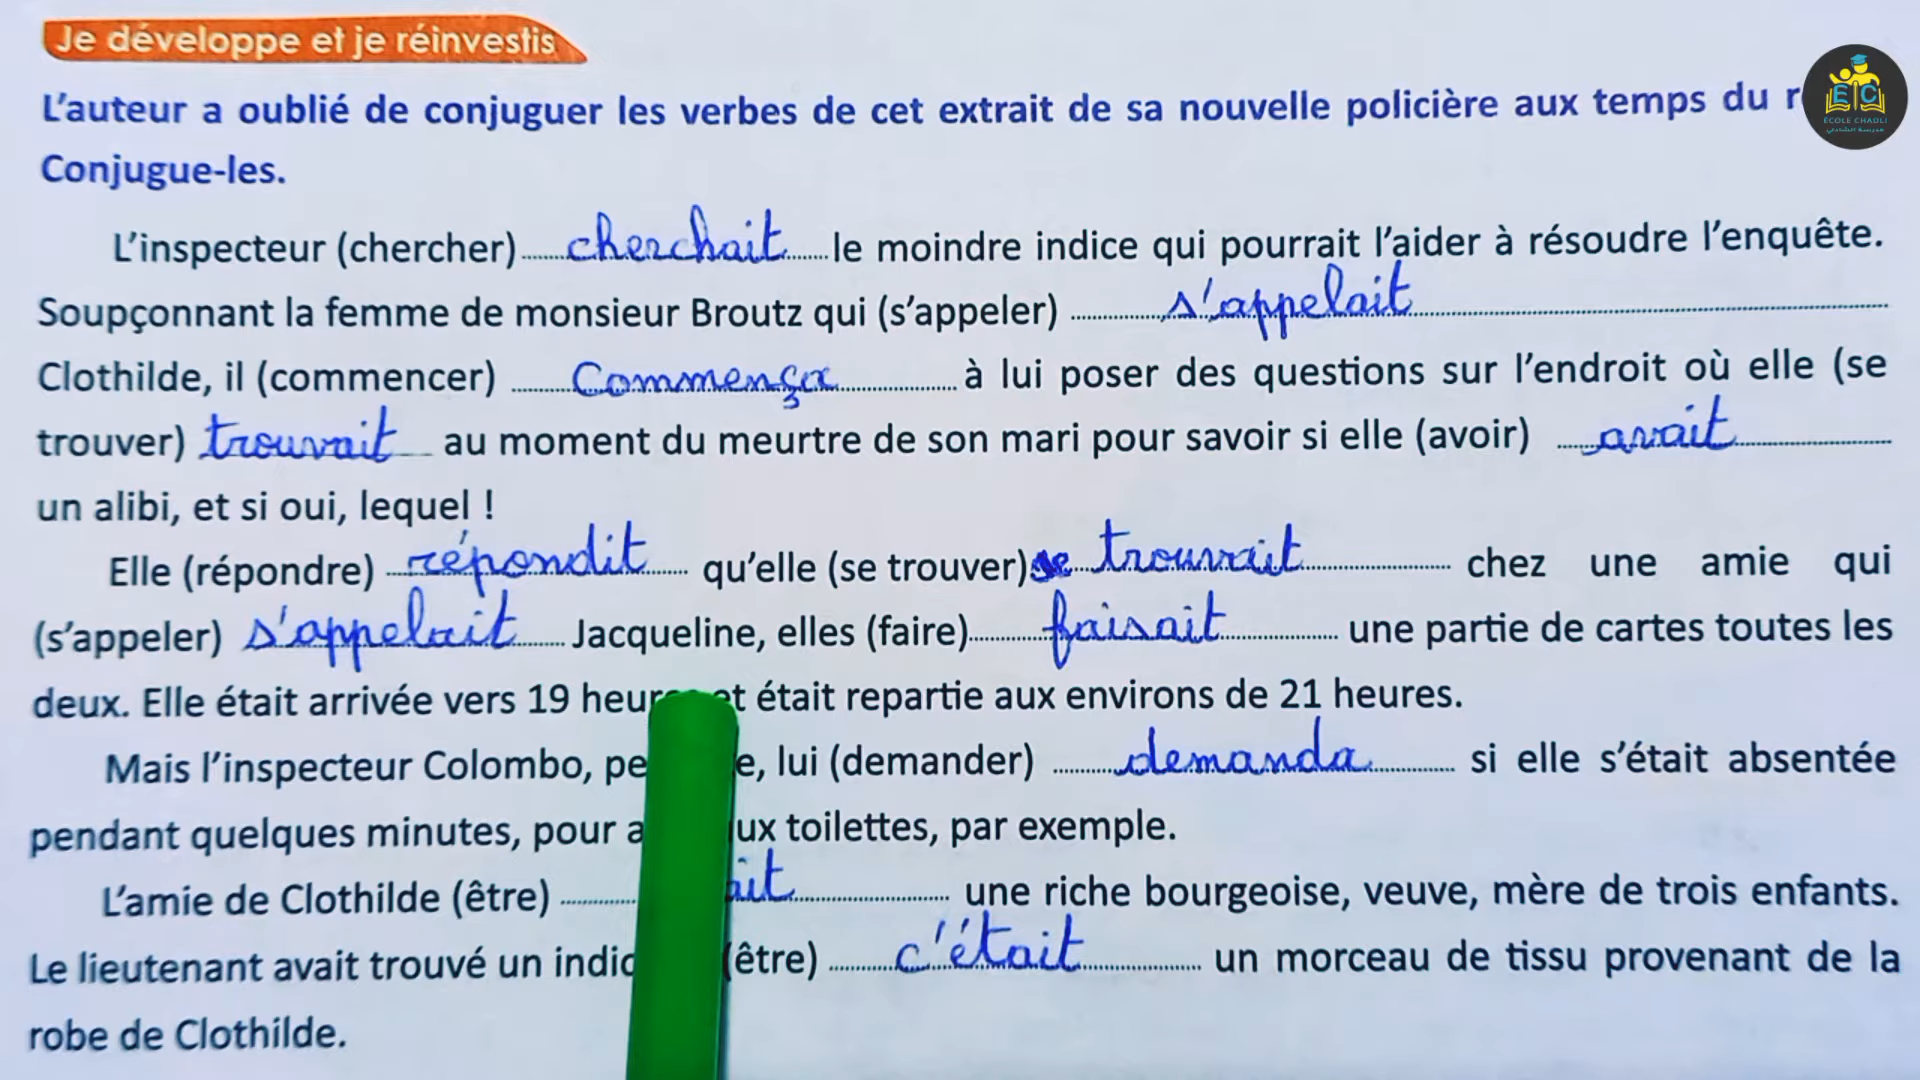 Je développe et je réinvestis
L'auteur a oublié de conjuguer les verbes de cet extrait de sa nouvelle policière aux temps du
Conjugue-les.
L'inspecteur (chercher) cherchait le moindre indice qui pourrait l'aider à résoudre l'enquête.
Soupçonnant la femme de monsieur Broutz qui (s'appeler) s'appelait
Clothilde, il (commencer) Commença à lui poser des questions sur l'endroit où elle (se
trouver) trouvait au moment du meurtre de son mari pour savoir si elle (avoir) avait
un alibi, et si oui, lequel !
Elle (répondre) répondit qu'elle (se trouver) se trouvait chez une amie qui
(s'appeler) s'appelait Jacqueline, elles (faire) faisait une partie de cartes toutes les
deux. Elle était arrivée vers 19 et était repartie aux environs de 21 heures.
Mais l'inspecteur Colombo, lui (demander) demanda si elle s'était absentée
pendant quelques minutes, pour toilettes, par exemple.
L'amie de Clothilde (être) une riche bourgeoise, veuve, mère de trois enfants.
Le lieutenant avait trouvé un (être) c'était un morceau de tissu provenant de la
robe de Clothilde.
EC
ÉCOLE CHADLI
مدرسة الشاذلي